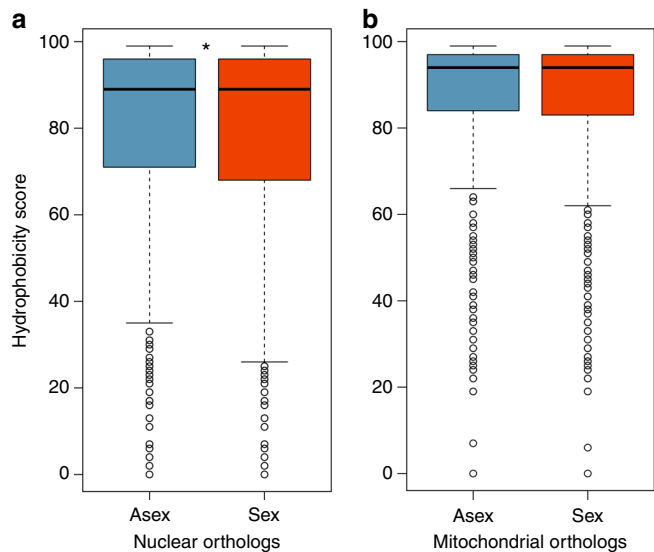 a
b
*
Hydrophobicity score
100
80
60
40
20
0
100
80
60
40
20
0
Asex
Sex
Asex
Sex
Nuclear orthologs
Mitochondrial orthologs